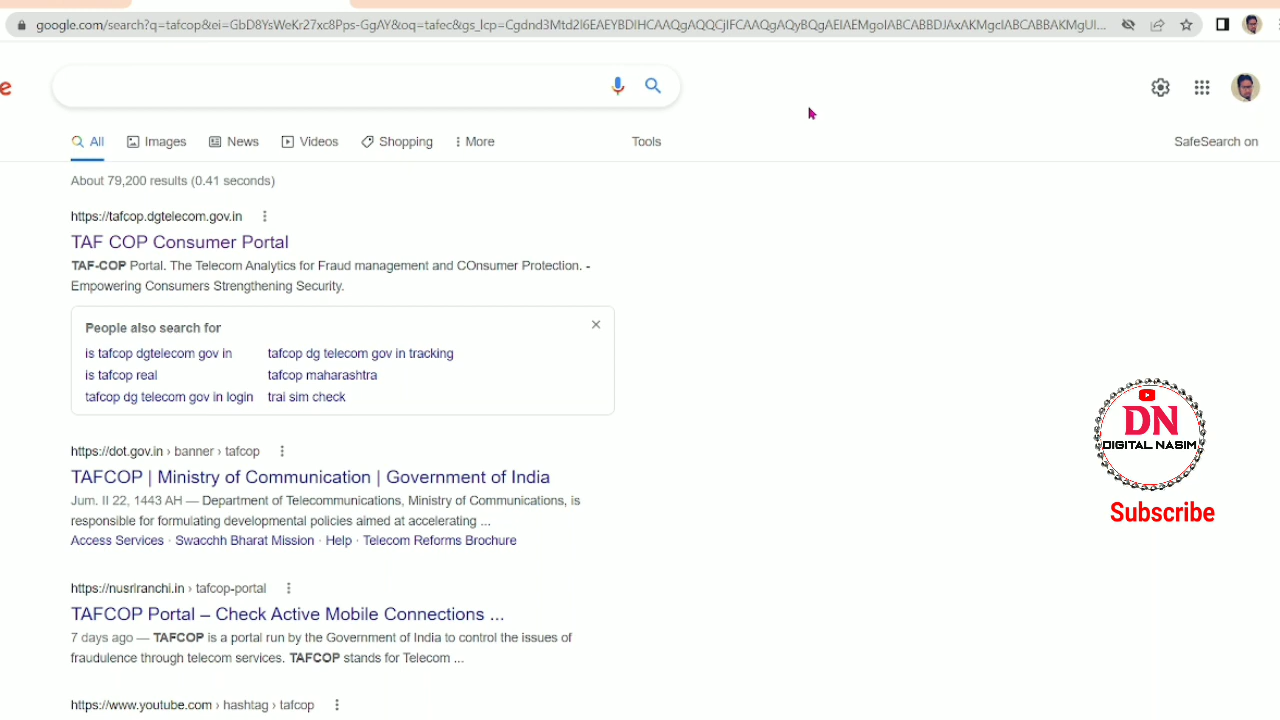 google.com/search?q=tafcop&ei=GbD8YsWeKr27xc8Pps-GgAY&oq=tafec&gs_lcp=Cgdnd3Mtd2l6EAEYBDIHCAAQgAQQCjIFCAAQgAQyBQgAEIAEMgoIABCABBDJAxAKMgcIABCABBAKMgUI...
e
All Images News Videos Shopping More Tools SafeSearch on
About 79,200 results (0.41 seconds)
https://tafcop.dgtelecom.gov.in
TAF COP Consumer Portal
TAF-COP Portal. The Telecom Analytics for Fraud management and COnsumer Protection. -
Empowering Consumers Strengthening Security.
People also search for
is tafcop dgtelecom gov in tafcop dg telecom gov in tracking
is tafcop real tafcop maharashtra
tafcop dg telecom gov in login trai sim check
https://dot.gov.in › banner › tafcop
TAFCOP | Ministry of Communication | Government of India
Jum. II 22, 1443 AH — Department of Telecommunications, Ministry of Communications, is
responsible for formulating developmental policies aimed at accelerating ...
Access Services · Swacchh Bharat Mission · Help · Telecom Reforms Brochure
https://nusrlranchi.in › tafcop-portal
TAFCOP Portal – Check Active Mobile Connections ...
7 days ago — TAFCOP is a portal run by the Government of India to control the issues of
fraudulence through telecom services. TAFCOP stands for Telecom ...
https://www.youtube.com › hashtag › tafcop
DN
DIGITAL NASIM
Subscribe